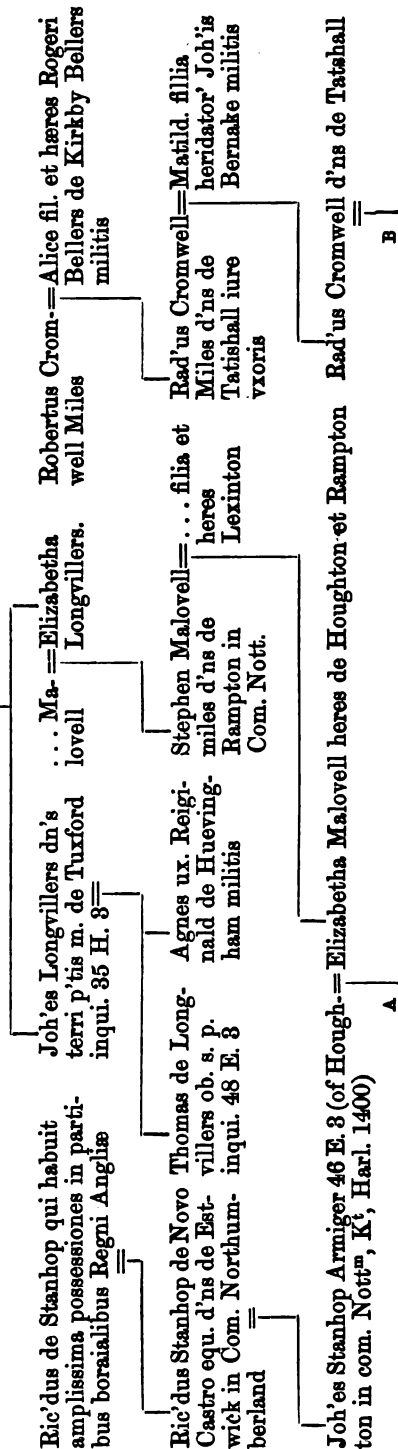 Ric'dus de Stanhop qui habuit
amplissima possessiones in parti-
bus boraialibus Regni Angliæ
Joh'es Longvillers dn's
terri p'tis m. de Tuxford
inqui. 35 H. 3
... Ma-
lovell
Elizabetha
Longvillers.
Robertus Crom-
well Miles
Alice fil. et hæres Rogeri
Bellers de Kirkby Bellers
militis
Ric'dus Stanhop de Novo
Castro equ. d'ns de Est-
wick in Com. Northum-
berland
Thomas de Long-
villers ob. s. p.
inqui. 48 E. 3
Agnes ux. Reigi-
nald de Hueving-
ham militis
Stephen Malovell
miles d'ns de
Rampton in
Com. Nott.
... filia et
heres
Lexinton
Rad'us Cromwell
Miles d'ns de
Tatishall iure
vxoris
Matild. fillia
heridator' Joh'is
Bernake militis
Joh'es Stanhop Armiger 46 E. 3 (of Hough-
ton in com. Nottᵐ, Kᵗ, Harl. 1400)
Elizabetha Malovell heres de Houghton et Rampton
Rad'us Cromwell d'ns de Tatshall
A
B